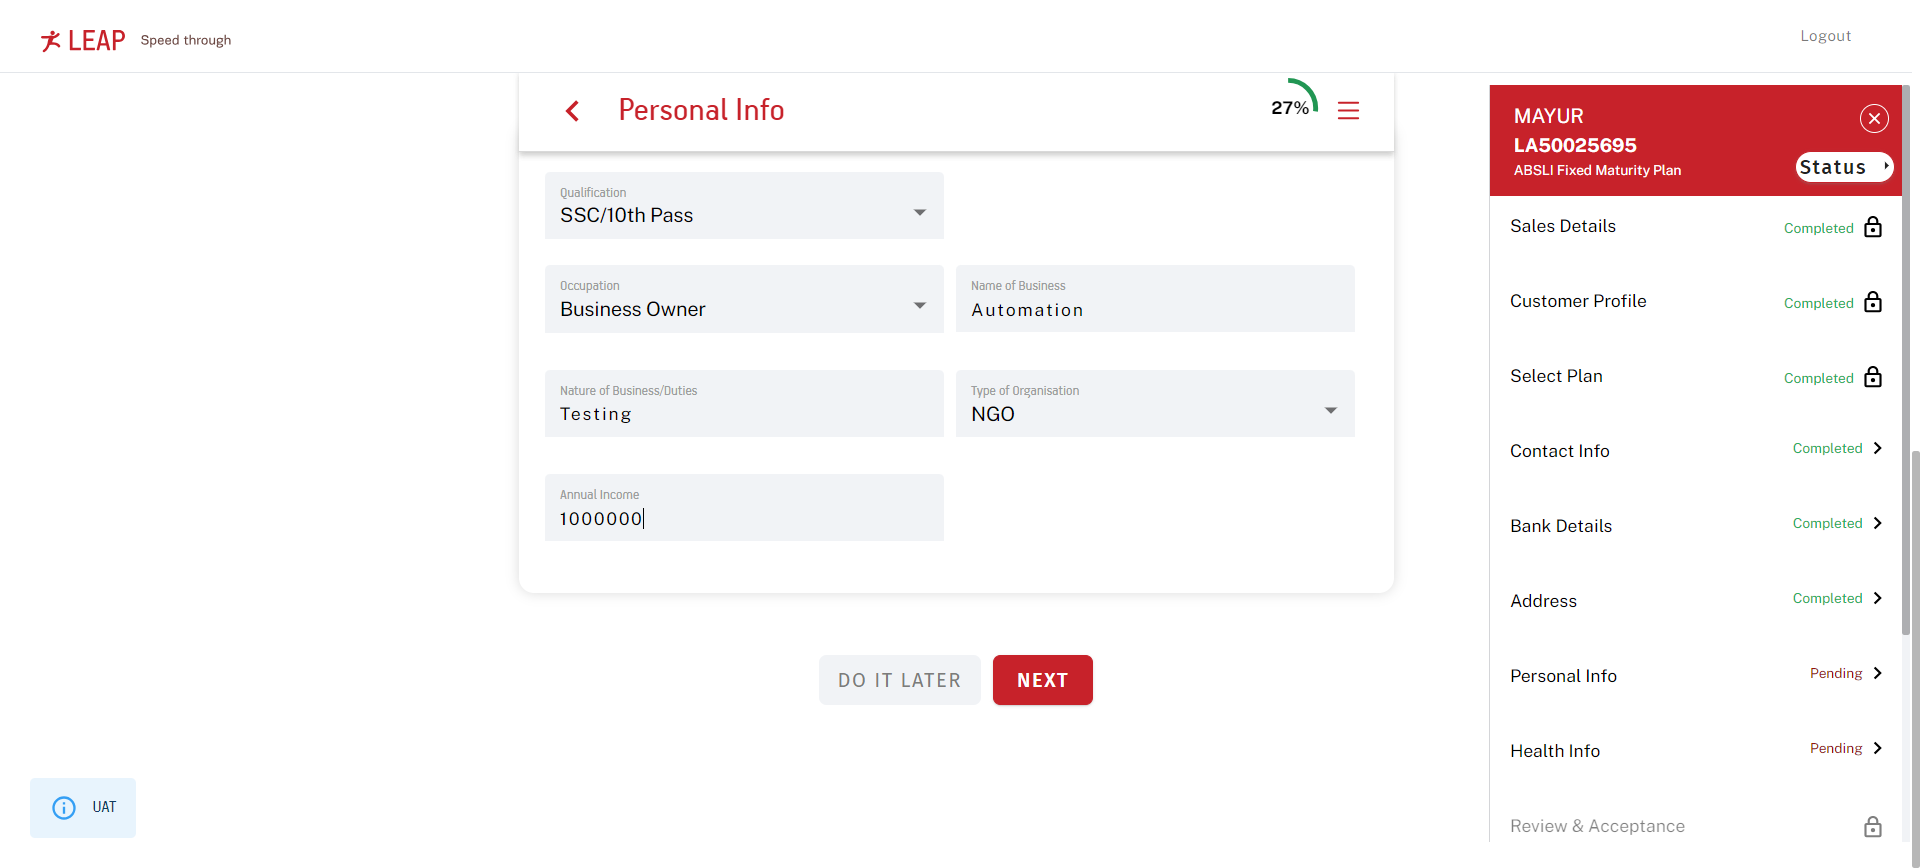 LEAP Speed through
Logout
Personal Info
27%
Qualification
SSC/10th Pass
Occupation
Business Owner
Name of Business
Automation
Nature of Business/Duties
Testing
Type of Organisation
NGO
Annual Income
1000000
DO IT LATER
NEXT
UAT
MAYUR
LA50025695
ABSLI Fixed Maturity Plan
Status
Sales Details Completed
Customer Profile Completed
Select Plan Completed
Contact Info Completed
Bank Details Completed
Address Completed
Personal Info Pending
Health Info Pending
Review & Acceptance